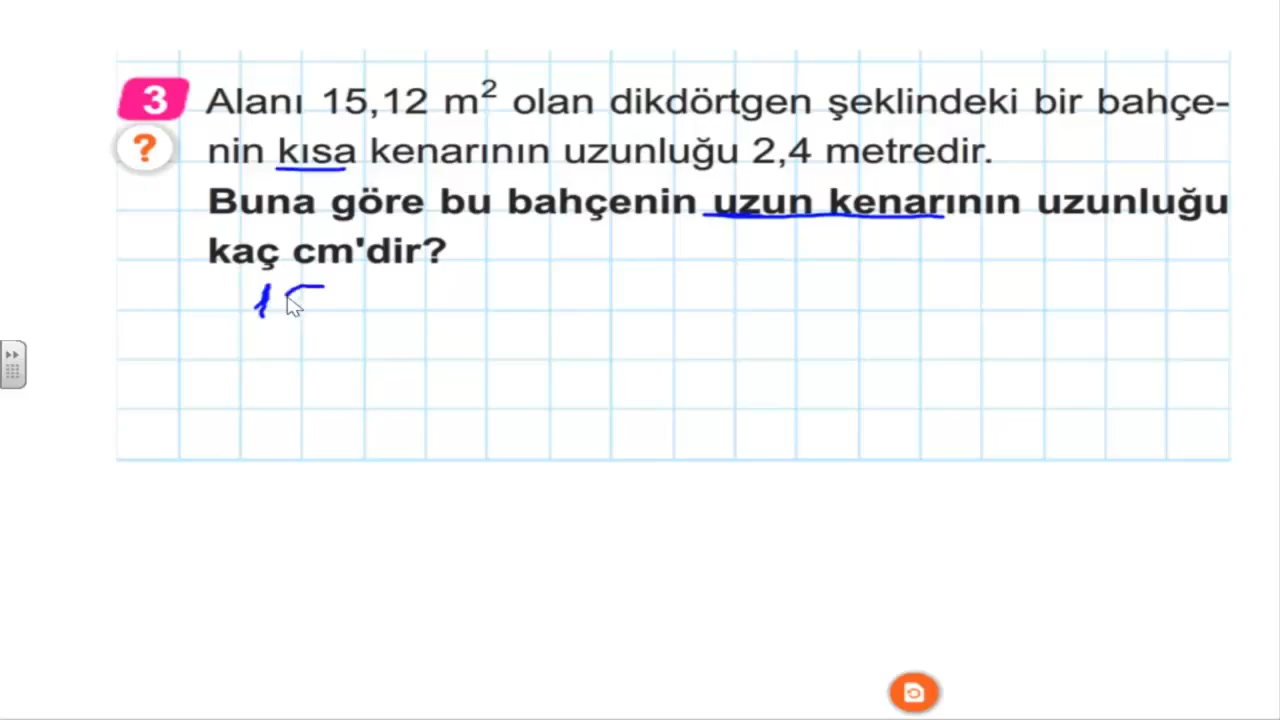 3 Alanı 15,12 m² olan dikdörtgen şeklindeki bir bahçe-
? nin kısa kenarının uzunluğu 2,4 metredir.
Buna göre bu bahçenin uzun kenarının uzunluğu
kaç cm'dir?
1